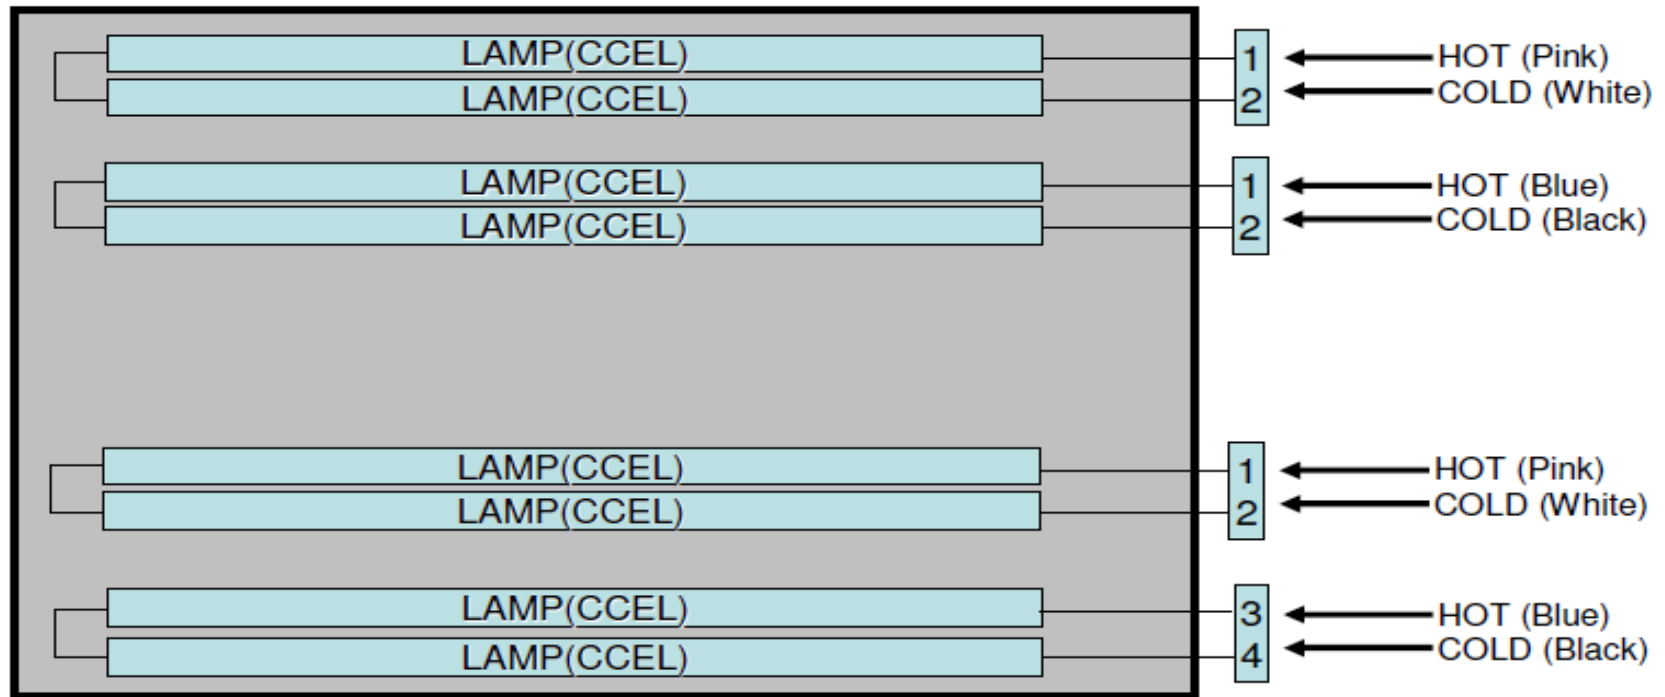 LAMP(CCEL) 1 HOT (Pink)
LAMP(CCEL) 2 COLD (White)
LAMP(CCEL) 1 HOT (Blue)
LAMP(CCEL) 2 COLD (Black)
LAMP(CCEL) 1 HOT (Pink)
LAMP(CCEL) 2 COLD (White)
LAMP(CCEL) 3 HOT (Blue)
LAMP(CCEL) 4 COLD (Black)